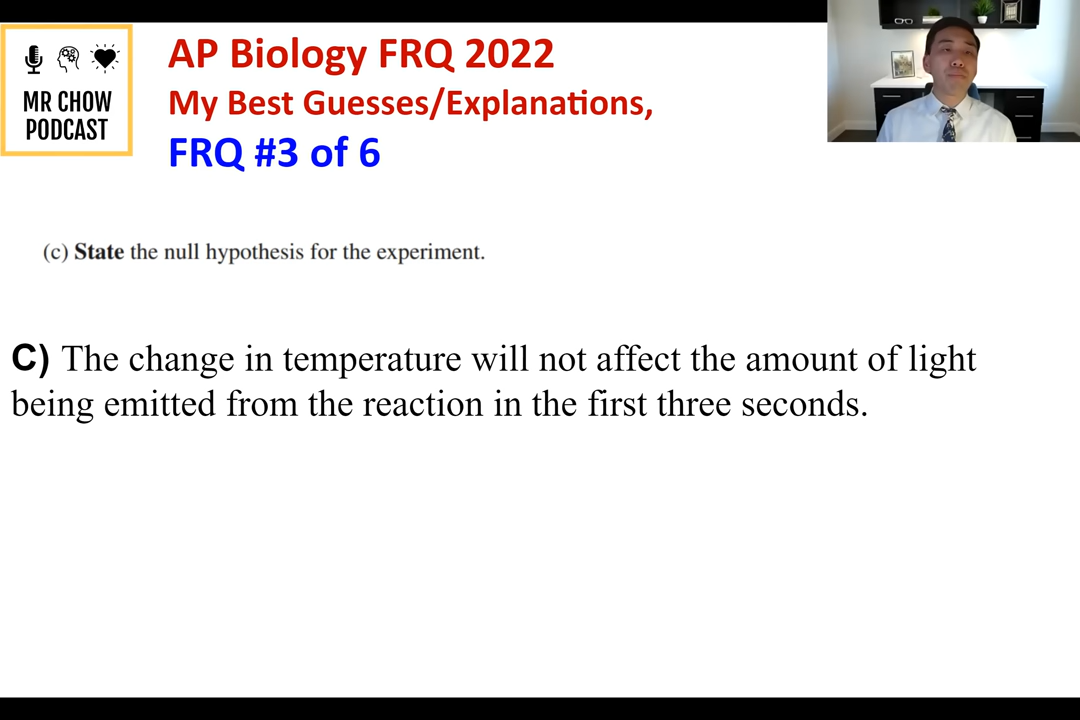 MR CHOW
PODCAST
AP Biology FRQ 2022
My Best Guesses/Explanations,
FRQ #3 of 6
(c) State the null hypothesis for the experiment.
C) The change in temperature will not affect the amount of light
being emitted from the reaction in the first three seconds.